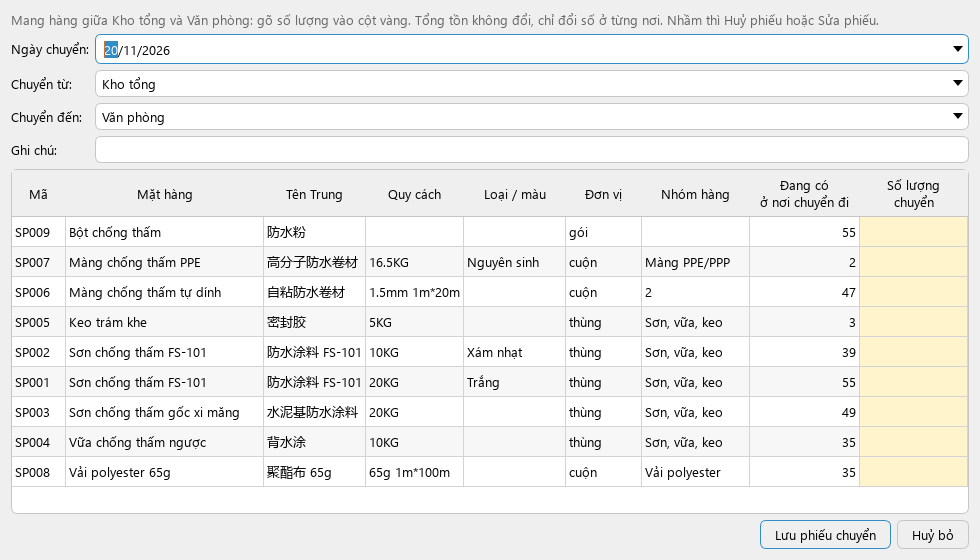 Mang hàng giữa Kho tổng và Văn phòng: gõ số lượng vào cột vàng. Tổng tồn không đổi, chỉ đổi số ở từng nơi. Nhầm thì Huỷ phiếu hoặc Sửa phiếu.
Ngày chuyển: 20/11/2026
Chuyển từ: Kho tổng
Chuyển đến: Văn phòng
Ghi chú:
Mã Mặt hàng Tên Trung Quy cách Loại / màu Đơn vị Nhóm hàng Đang có ở nơi chuyển đi Số lượng chuyển
SP009 Bột chống thấm 防水粉 gói 55
SP007 Màng chống thấm PPE 高分子防水卷材 16.5KG Nguyên sinh cuộn Màng PPE/PPP 2
SP006 Màng chống thấm tự dính 自粘防水卷材 1.5mm 1m*20m cuộn 2 47
SP005 Keo trám khe 密封胶 5KG thùng Sơn, vữa, keo 3
SP002 Sơn chống thấm FS-101 防水涂料 FS-101 10KG Xám nhạt thùng Sơn, vữa, keo 39
SP001 Sơn chống thấm FS-101 防水涂料 FS-101 20KG Trắng thùng Sơn, vữa, keo 55
SP003 Sơn chống thấm gốc xi măng 水泥基防水涂料 20KG thùng Sơn, vữa, keo 49
SP004 Vữa chống thấm ngược 背水涂 10KG thùng Sơn, vữa, keo 35
SP008 Vải polyester 65g 聚酯布 65g 65g 1m*100m cuộn Vải polyester 35
Lưu phiếu chuyển Huỷ bỏ